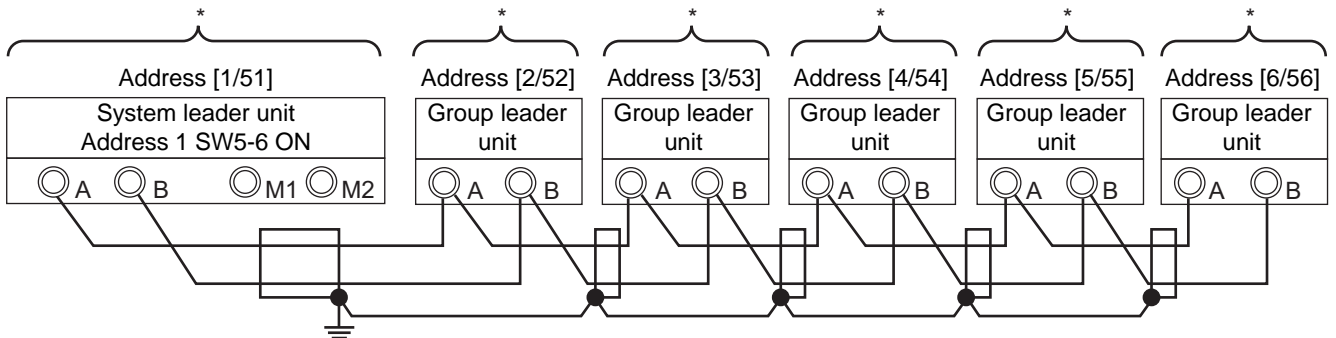 * * * * * *
Address [1/51] Address [2/52] Address [3/53] Address [4/54] Address [5/55] Address [6/56]
System leader unit Group leader Group leader Group leader Group leader Group leader
Address 1 SW5-6 ON unit unit unit unit unit
A B M1 M2 A B A B A B A B A B